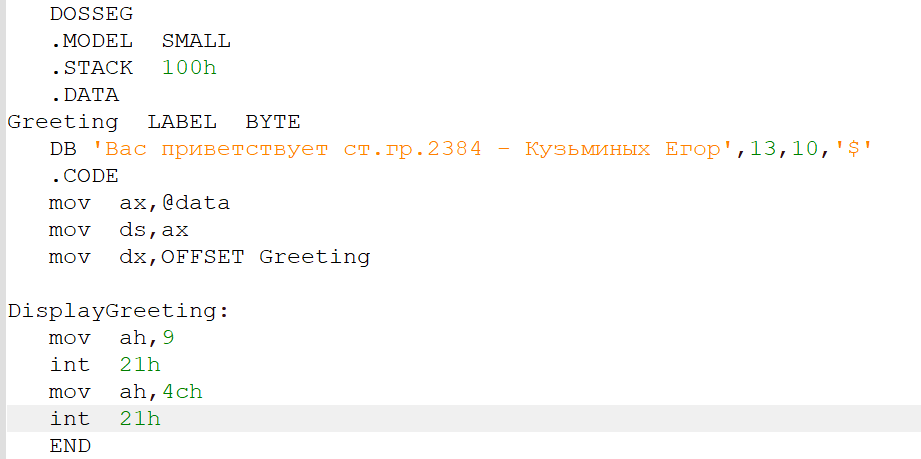 DOSSEG
.MODEL SMALL
.STACK 100h
.DATA
Greeting LABEL BYTE
DB 'Вас приветствует ст.гр.2384 - Кузьминых Егор',13,10,'$'
.CODE
mov ax,@data
mov ds,ax
mov dx,OFFSET Greeting
DisplayGreeting:
mov ah,9
int 21h
mov ah,4ch
int 21h
END